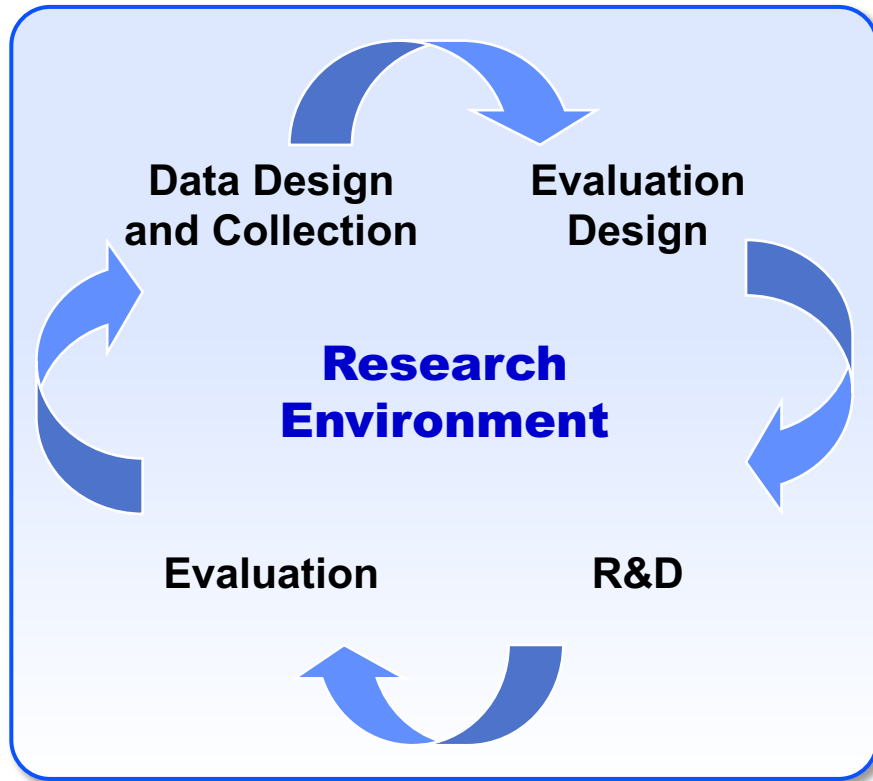 Data Design
and Collection
Evaluation
Design
Research
Environment
Evaluation
R&D